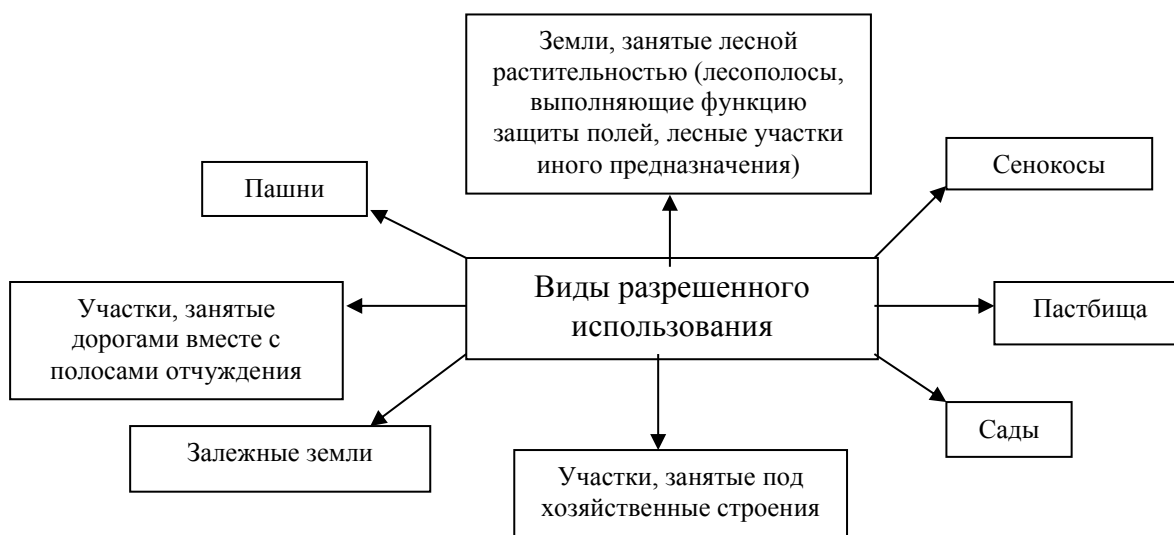 Земли, занятые лесной
растительностью (лесополосы,
выполняющие функцию
защиты полей, лесные участки
иного предназначения)
Сенокосы
Пашни
Виды разрешенного
использования
Участки, занятые
дорогами вместе с
полосами отчуждения
Пастбища
Залежные земли
Сады
Участки, занятые под
хозяйственные строения